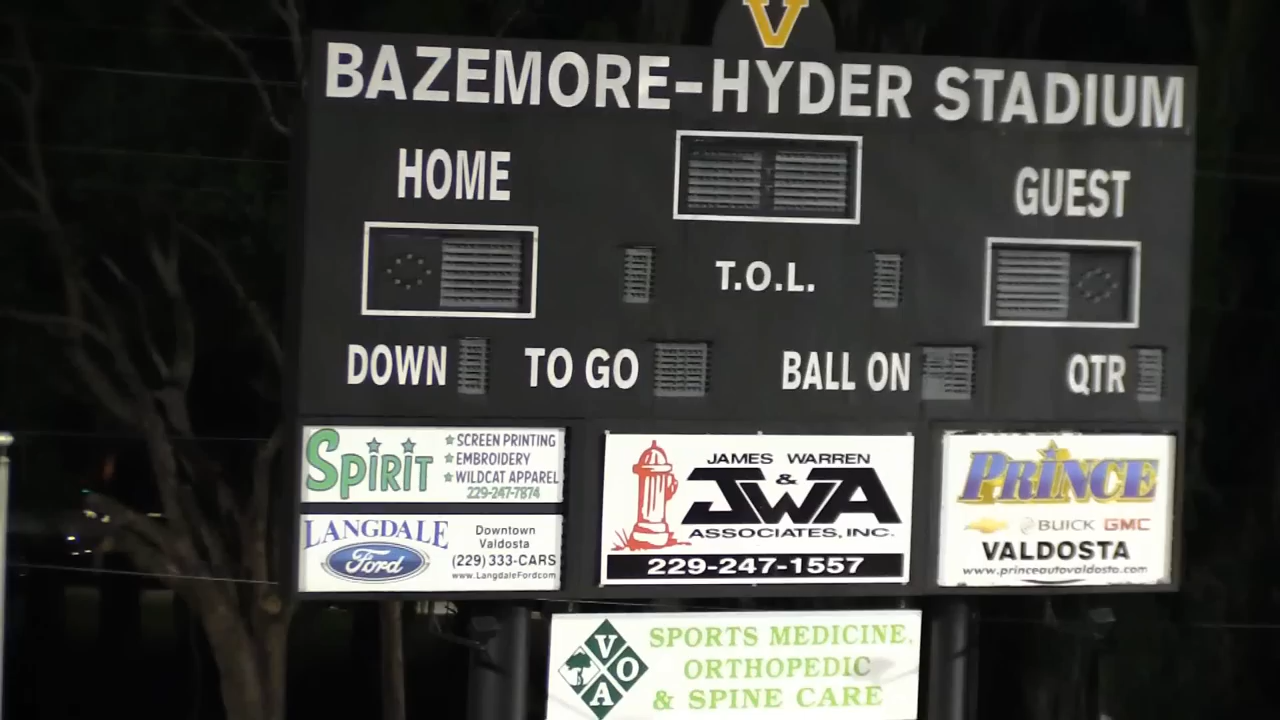 V
BAZEMORE-HYDER STADIUM
HOME
GUEST
T.O.L.
DOWN
TO GO
BALL ON
QTR
SPIRIT
SCREEN PRINTING
EMBROIDERY
WILDCAT APPAREL
229-247-7874
LANGDALE
Ford
Downtown
Valdosta
(229) 333-CARS
www.LangdaleFord.com
JAMES WARREN
& JWA
ASSOCIATES, INC.
229-247-1557
PRINCE
BUICK GMC
VALDOSTA
www.princeautovaldosta.com
VOA
SPORTS MEDICINE,
ORTHOPEDIC
& SPINE CARE